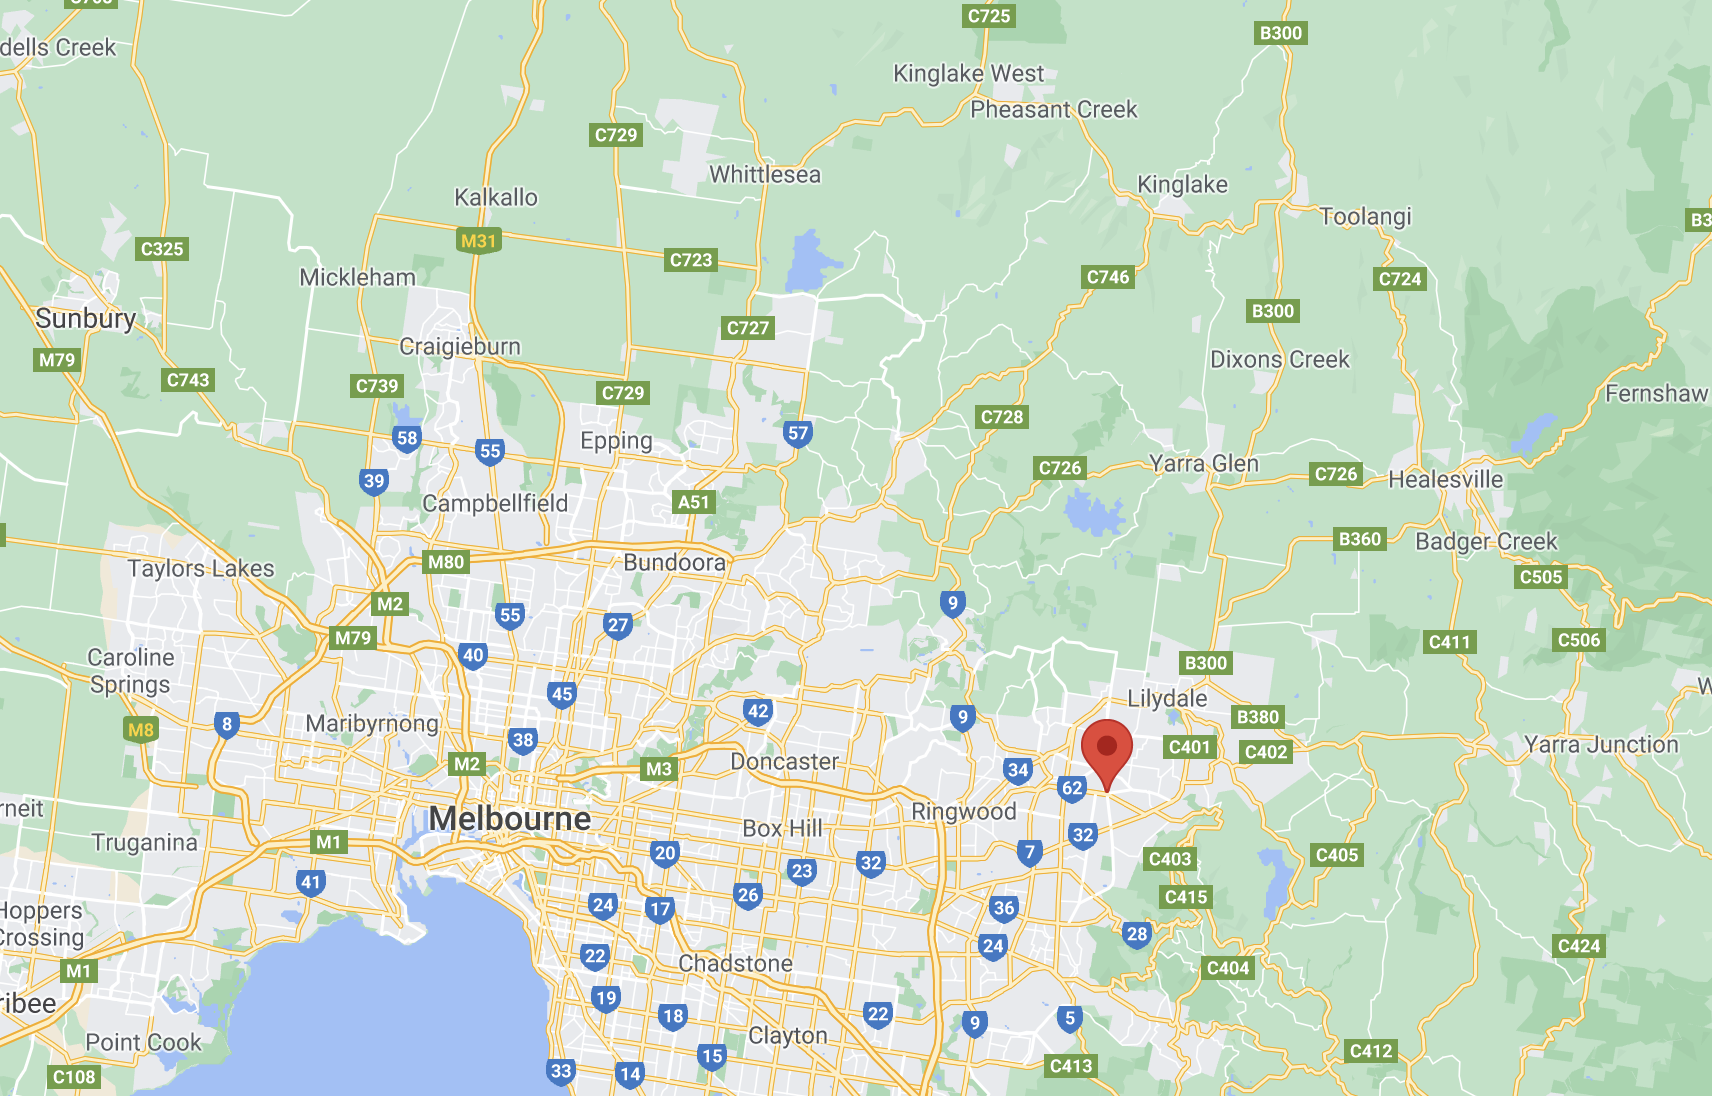 C725
B300
dells Creek
Kinglake West
Pheasant Creek
C729
Whittlesea
Kinglake
Kalkallo
Toolangi
B3
M31
C325
C723
Mickleham
C746
C724
B300
Sunbury
C727
Craigieburn
M79
Dixons Creek
C743
C739
C729
Fernshaw
C728
57
58
Epping
55
Yarra Glen
C726
C726
Healesville
39
Campbellfield
A51
B360
Badger Creek
M80
Bundoora
Taylors Lakes
C505
M2
9
55
27
M79
C411
C506
Caroline
Springs
40
B300
W
45
Lilydale
42
9
B380
8
Maribyrnong
M8
38
C401
C402
Yarra Junction
M2
M3
Doncaster
34
62
rneit
Melbourne
Ringwood
Box Hill
32
Truganina
M1
20
7
C403
C405
32
23
41
26
C415
Hoppers
Crossing
24
17
36
28
24
C424
22
Chadstone
C404
M1
ribee
19
18
22
9
5
Point Cook
Clayton
15
C412
C108
33
14
C413